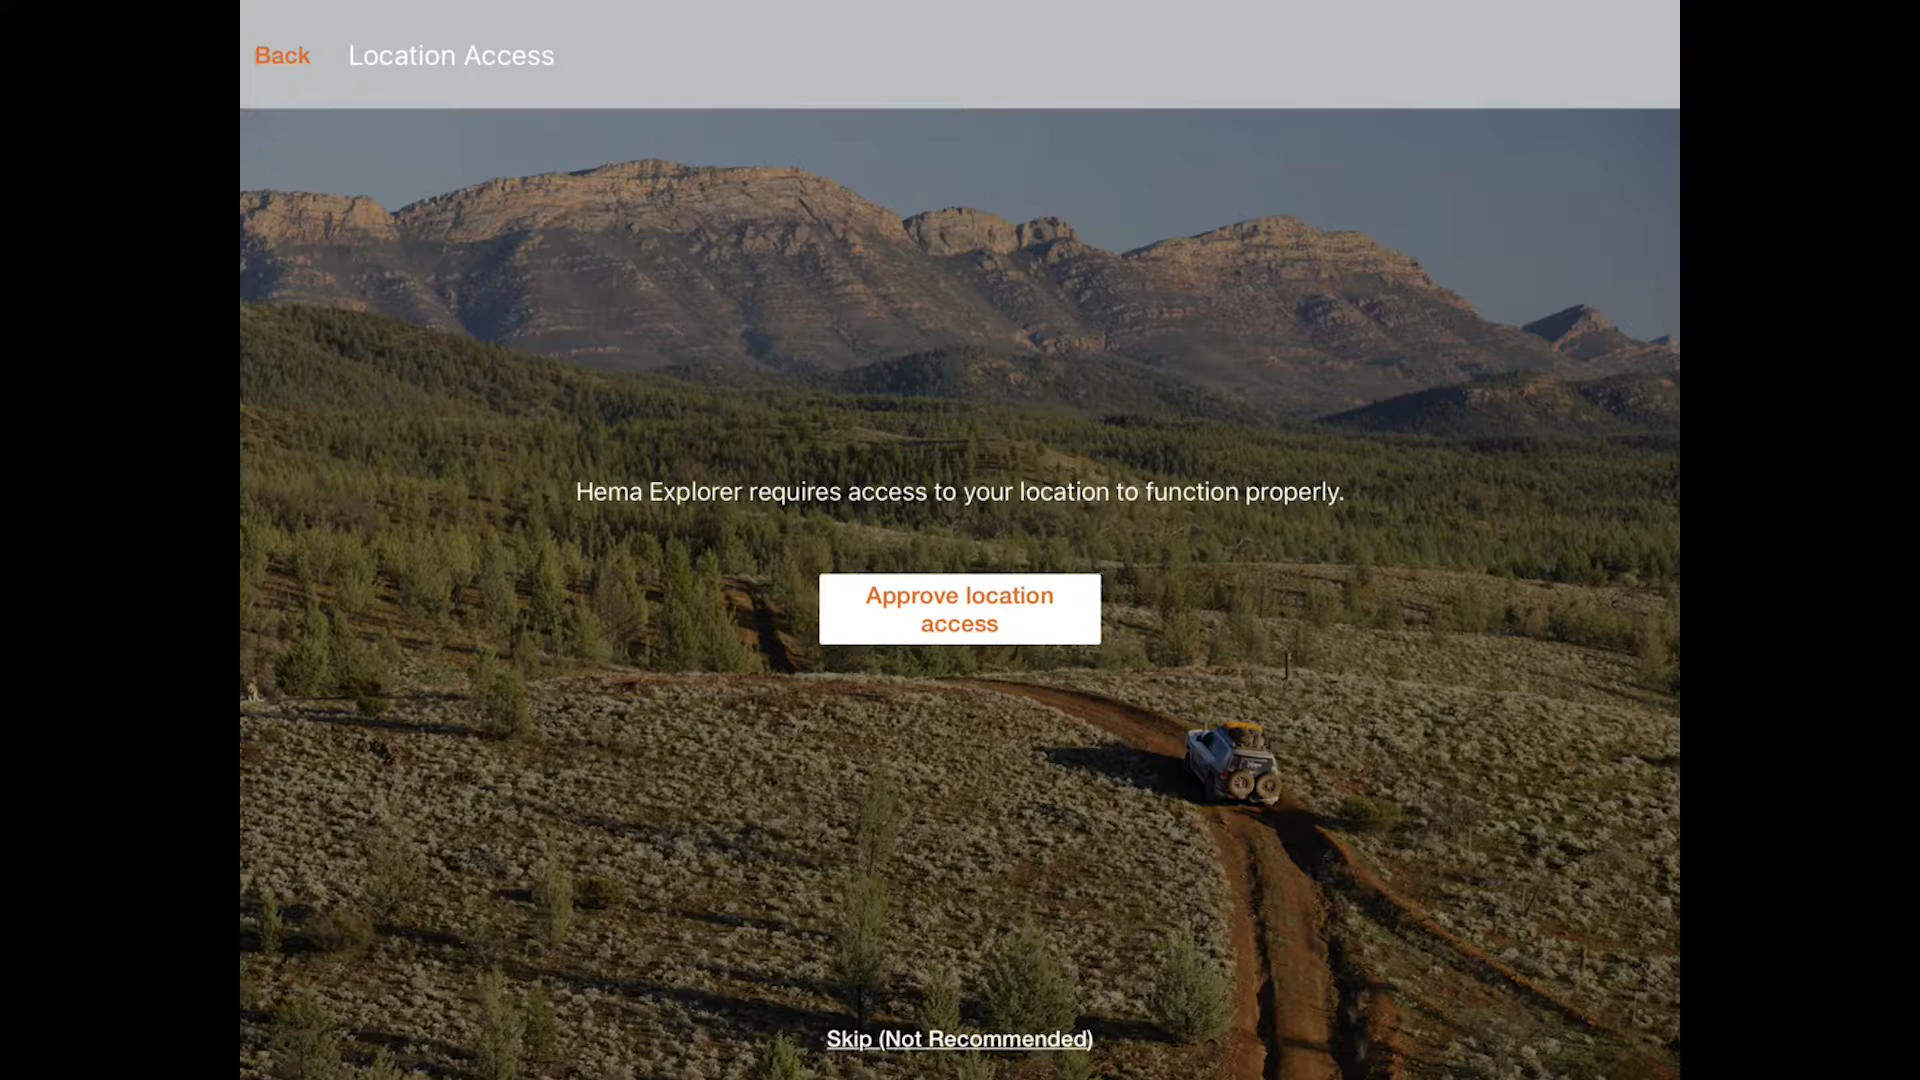 Back
Location Access
Hema Explorer requires access to your location to function properly.
Approve location
access
Skip (Not Recommended)